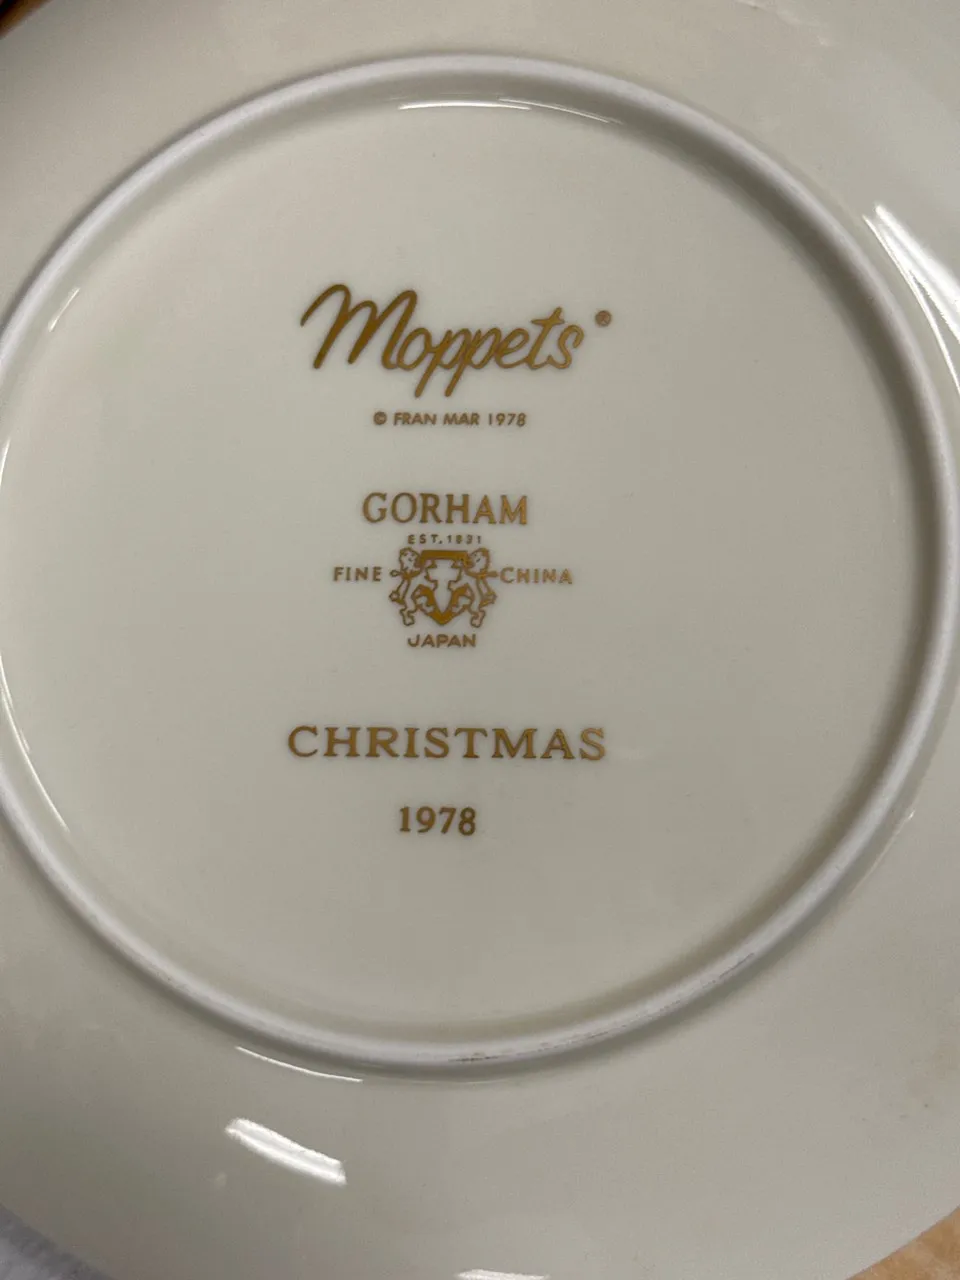 Moppets®
© FRAN MAR 1978
GORHAM
EST. 1831
FINE CHINA
JAPAN
CHRISTMAS
1978